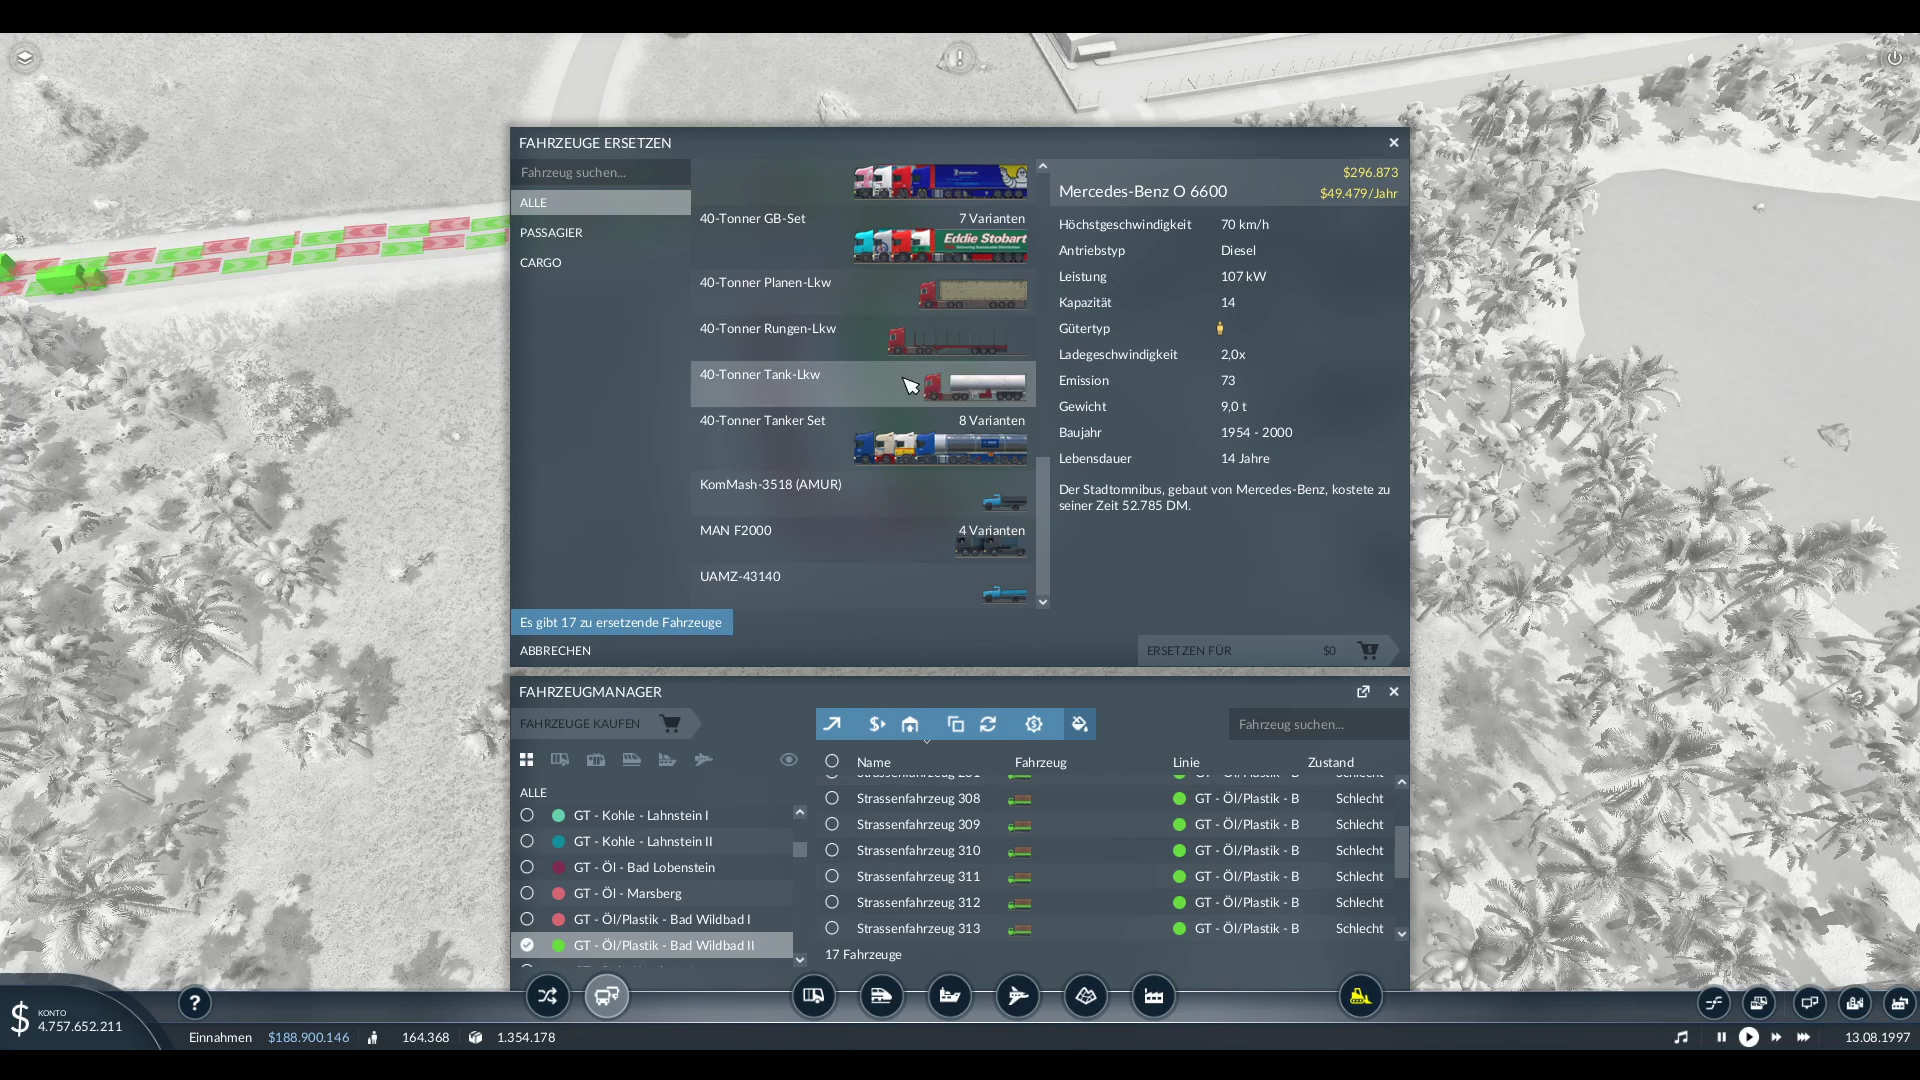 FAHRZEUGE ERSETZEN
Fahrzeug suchen...
ALLE
PASSAGIER
CARGO
40-Tonner GB-Set 7 Varianten
Eddie Stobart
40-Tonner Planen-Lkw
40-Tonner Rungen-Lkw
40-Tonner Tank-Lkw
40-Tonner Tanker Set 8 Varianten
KomMash-3518 (AMUR)
MAN F2000 4 Varianten
UAMZ-43140
$296.873
Mercedes-Benz O 6600
$49.479/Jahr
Höchstgeschwindigkeit 70 km/h
Antriebstyp Diesel
Leistung 107 kW
Kapazität 14
Gütertyp
Ladegeschwindigkeit 2,0x
Emission 73
Gewicht 9,0 t
Baujahr 1954 - 2000
Lebensdauer 14 Jahre
Der Stadtomnibus, gebaut von Mercedes-Benz, kostete zu
seiner Zeit 52.785 DM.
Es gibt 17 zu ersetzende Fahrzeuge
ABBRECHEN
ERSETZEN FÜR $0
FAHRZEUGMANAGER
FAHRZEUGE KAUFEN
Fahrzeug suchen...
ALLE
GT - Kohle - Lahnstein I
GT - Kohle - Lahnstein II
GT - Öl - Bad Lobenstein
GT - Öl - Marsberg
GT - Öl/Plastik - Bad Wildbad I
GT - Öl/Plastik - Bad Wildbad II
Name Fahrzeug Linie Zustand
Strassenfahrzeug 308 GT - Öl/Plastik - B Schlecht
Strassenfahrzeug 309 GT - Öl/Plastik - B Schlecht
Strassenfahrzeug 310 GT - Öl/Plastik - B Schlecht
Strassenfahrzeug 311 GT - Öl/Plastik - B Schlecht
Strassenfahrzeug 312 GT - Öl/Plastik - B Schlecht
Strassenfahrzeug 313 GT - Öl/Plastik - B Schlecht
17 Fahrzeuge
KONTO
4.757.652.211
Einnahmen $188.900.146 164.368 1.354.178
13.08.1997